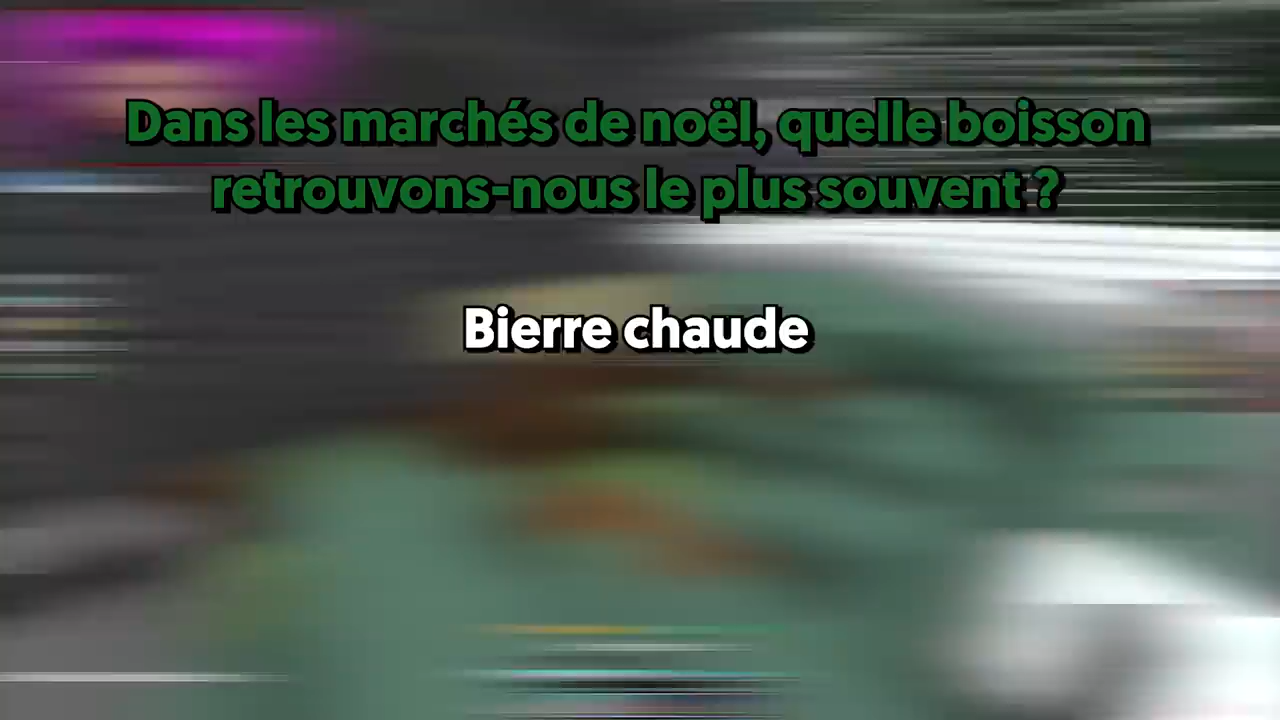 Dans les marchés de noël, quelle boisson
retrouvons-nous le plus souvent ?
Bierre chaude